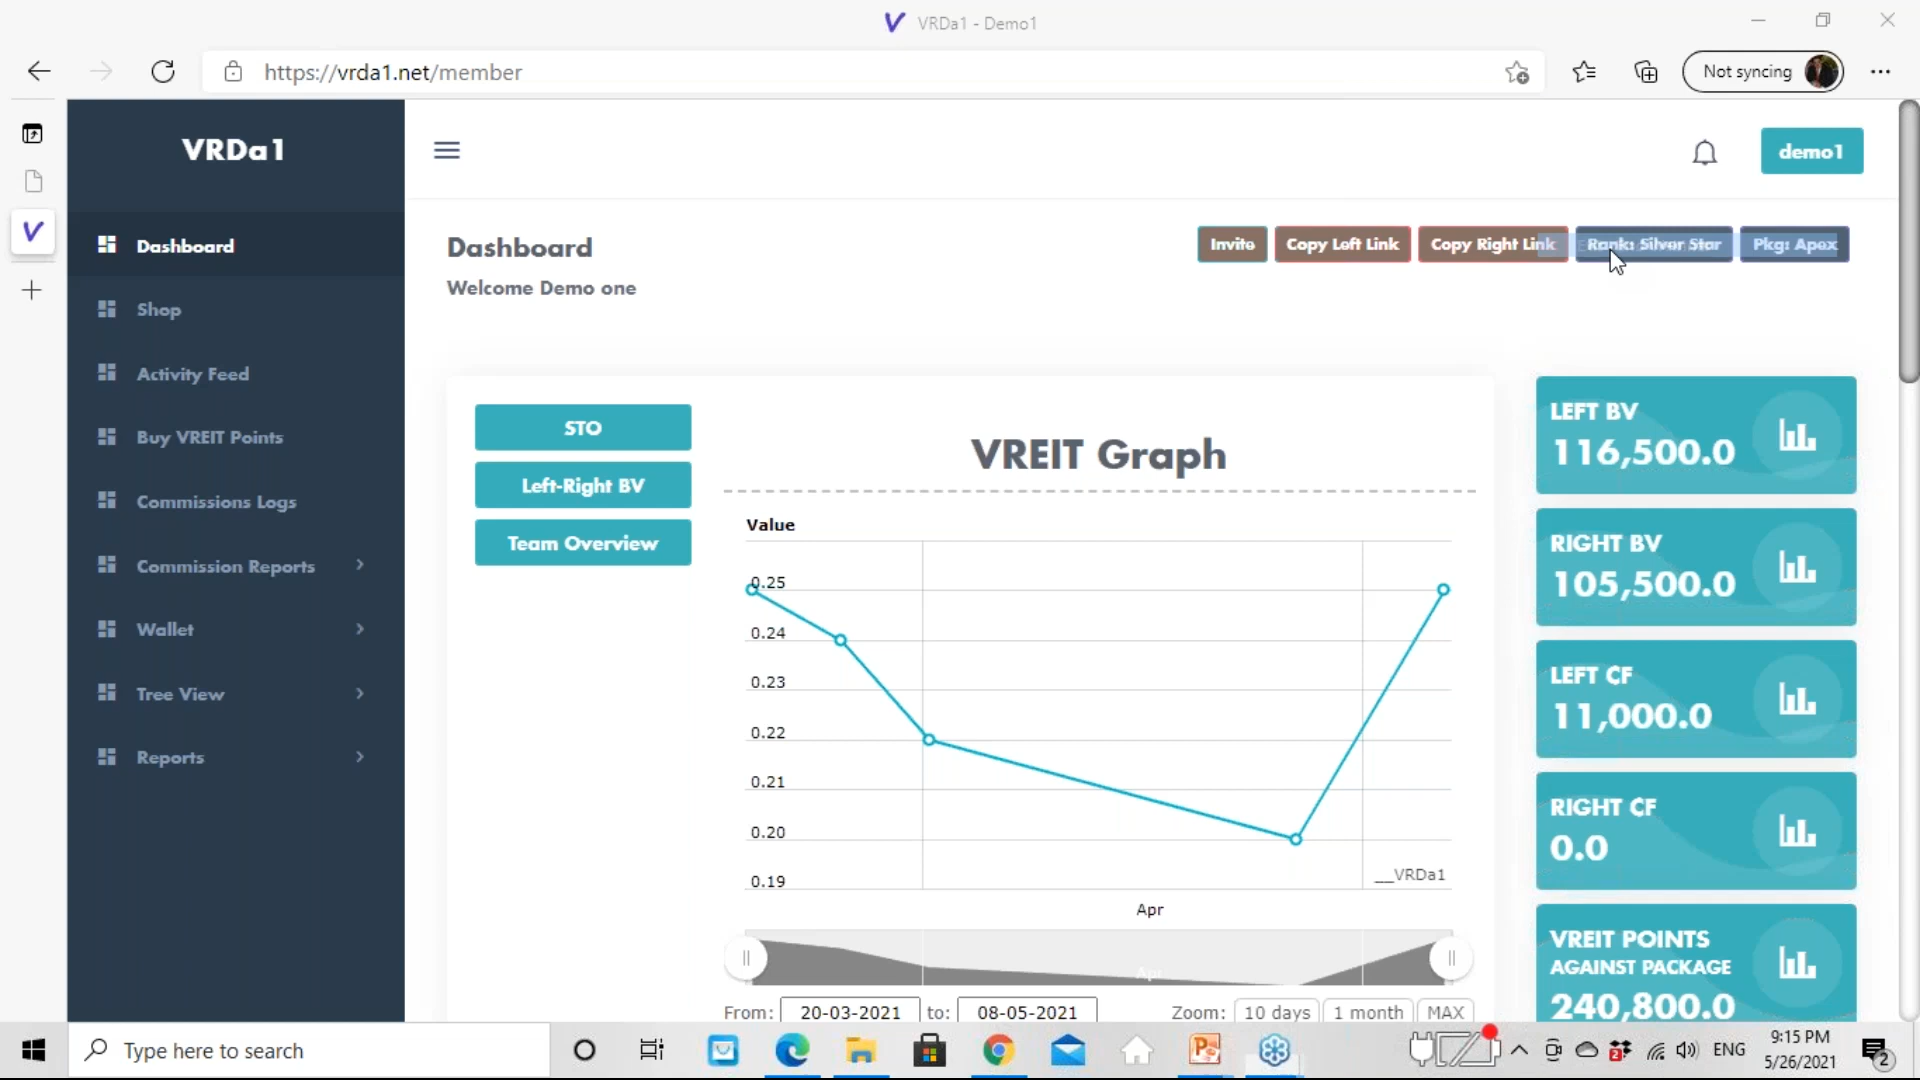 VRDa1 - Demo1
https://vrda1.net/member
Not syncing
VRDa1
demo1
Dashboard
Shop
Activity Feed
Buy VREIT Points
Commissions Logs
Commission Reports
Wallet
Tree View
Reports
Dashboard
Welcome Demo one
Invite
Copy Left Link
Copy Right Link
Rank: Silver Star
Pkg: Apex
STO
Left-Right BV
Team Overview
VREIT Graph
Value
0.25
0.24
0.23
0.22
0.21
0.20
0.19
VRDa1
Apr
Apr
From: 20-03-2021 to: 08-05-2021
Zoom: 10 days 1 month MAX
LEFT BV
116,500.0
RIGHT BV
105,500.0
LEFT CF
11,000.0
RIGHT CF
0.0
VREIT POINTS
AGAINST PACKAGE
240,800.0
Type here to search
2
ENG
9:15 PM
5/26/2021
2